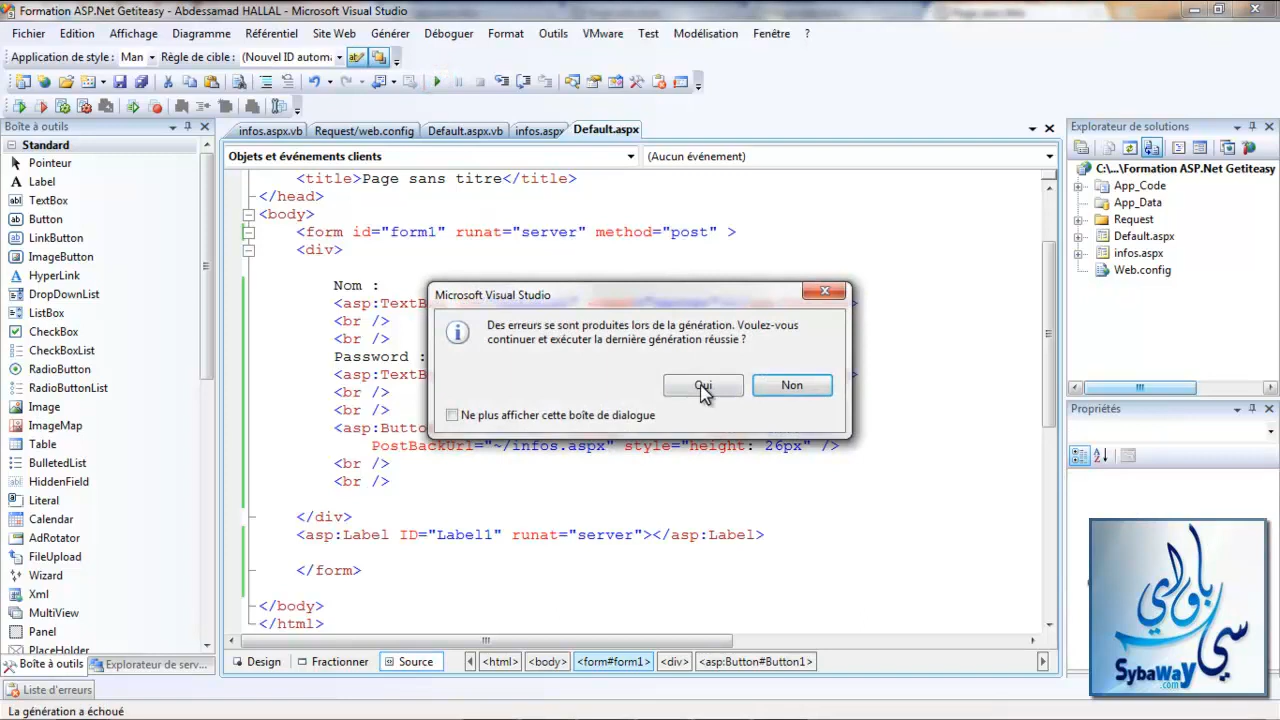 Formation ASP.Net Getiteasy - Abdessamad HALLAL - Microsoft Visual Studio
Fichier Edition Affichage Diagramme Référentiel Site Web Générer Déboguer Format Outils VMware Test Modélisation Fenêtre ?
Application de style : Man Règle de cible : (Nouvel ID automa
Boîte à outils
Standard
Pointeur
Label
TextBox
Button
LinkButton
ImageButton
HyperLink
DropDownList
ListBox
CheckBox
CheckBoxList
RadioButton
RadioButtonList
Image
ImageMap
Table
BulletedList
HiddenField
Literal
Calendar
AdRotator
FileUpload
Wizard
Xml
MultiView
Panel
PlaceHolder
Boîte à outils Explorateur de serv...
Liste d'erreurs
La génération a échoué
infos.aspx.vb Request/web.config Default.aspx.vb infos.aspx Default.aspx
Objets et événements clients (Aucun événement)
<title>Page sans titre</title>
</head>
<body>
<form id="form1" runat="server" method="post" >
<div>
Nom :
<asp:TextB
<br />
<br />
Password :
<asp:TextB
<br />
<br />
<asp:Butto
PostBackUrl="~/infos.aspx" style="height: 26px" />
<br />
<br />
</div>
<asp:Label ID="Label1" runat="server"></asp:Label>
</form>
</body>
</html>
Design Fractionner Source <html> <body> <form#form1> <div> <asp:Button#Button1>
Microsoft Visual Studio
Des erreurs se sont produites lors de la génération. Voulez-vous
continuer et exécuter la dernière génération réussie ?
Oui Non
Ne plus afficher cette boîte de dialogue
Explorateur de solutions
C:\...\Formation ASP.Net Getiteasy
App_Code
App_Data
Request
Default.aspx
infos.aspx
Web.config
Propriétés
سي باواي
SybaWay
.com